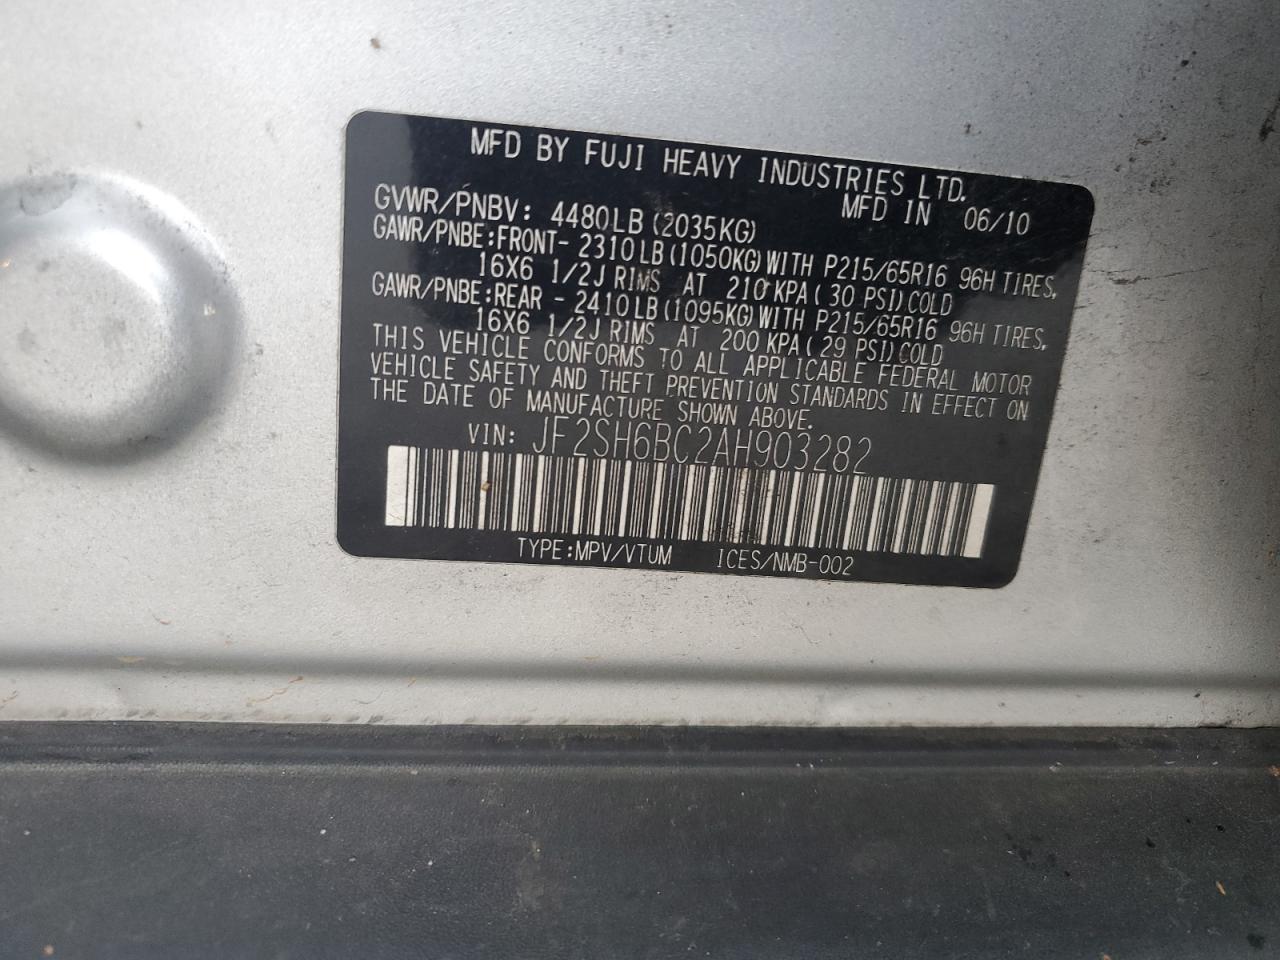 MFD BY FUJI HEAVY INDUSTRIES LTD.
MFD IN 06/10
GVWR/PNBV: 4480LB (2035KG)
GAWR/PNBE:FRONT- 2310LB(1050KG)WITH P215/65R16 96H TIRES,
16X6 1/2J RIMS AT 210 KPA(30 PSI)COLD
GAWR/PNBE:REAR - 2410LB(1095KG)WITH P215/65R16 96H TIRES,
16X6 1/2J RIMS AT 200 KPA(29 PSI)COLD
THIS VEHICLE CONFORMS TO ALL APPLICABLE FEDERAL MOTOR
VEHICLE SAFETY AND THEFT PREVENTION STANDARDS IN EFFECT ON
THE DATE OF MANUFACTURE SHOWN ABOVE.
VIN: JF2SH6BC2AH903282
TYPE:MPV/VTUM ICES/NMB-002